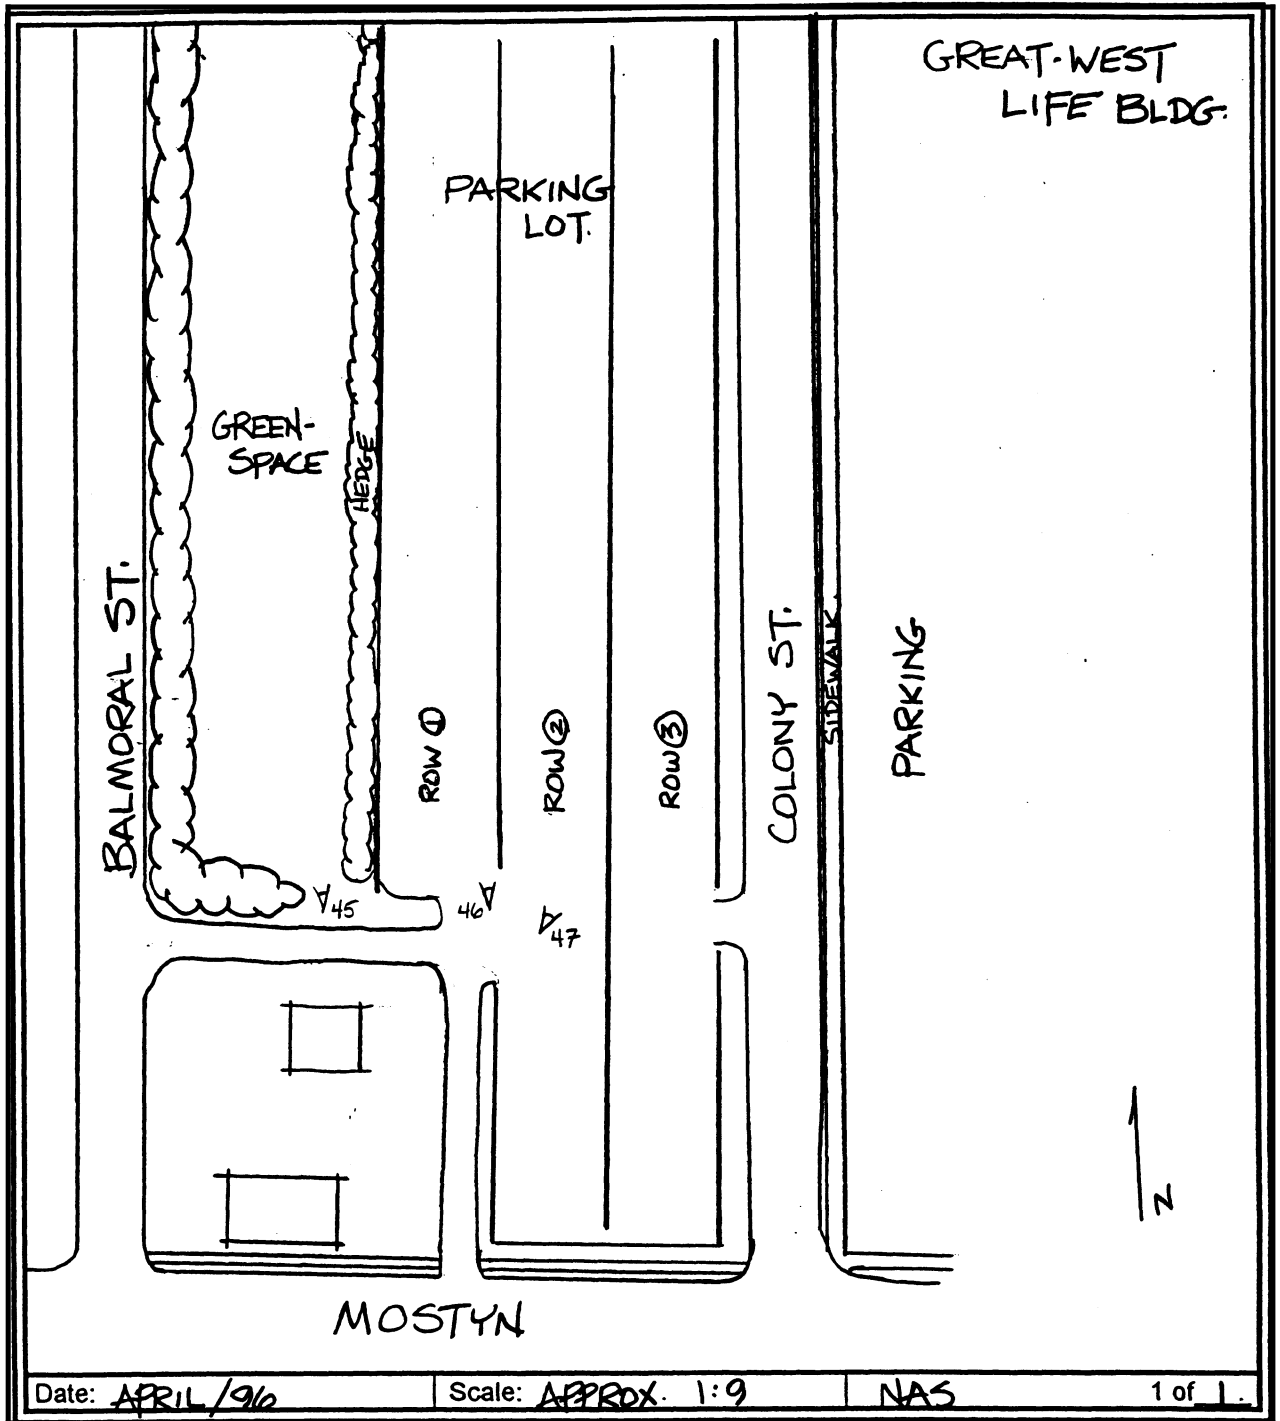 GREAT-WEST
LIFE BLDG.
PARKING
LOT.
GREEN-
SPACE
HEDGE
BALMORAL ST.
ROW ①
ROW ②
ROW ③
COLONY ST.
SIDEWALK
PARKING
45
46
47
N
MOSTYN
Date: APRIL/96
Scale: APPROX. 1:9
NAS
1 of 1.